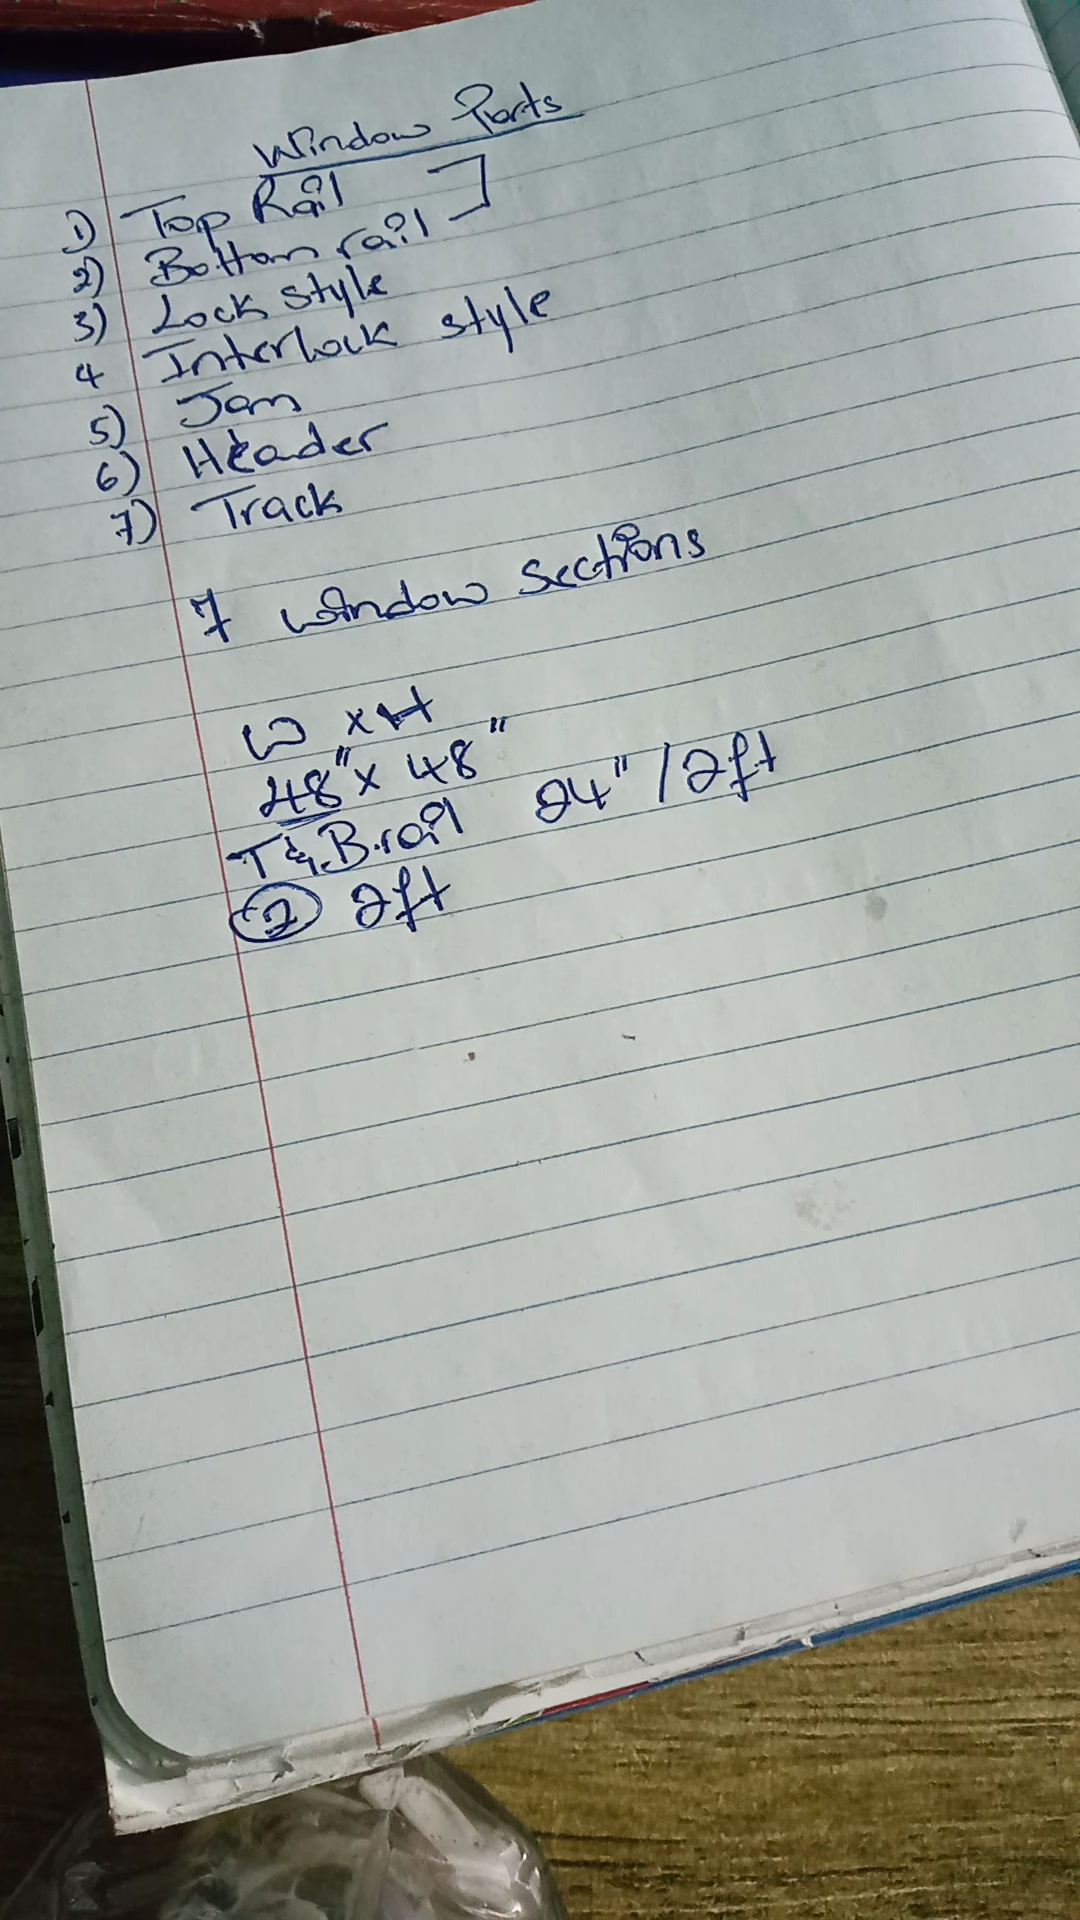 Window Parts
1) Top Rail
2) Bottom rail
3) Lock style
4 Interlock style
5) Jam
6) Header
7) Track
7 window sections
W x H
48" x 48"
T & B.rail 24" / 2ft
2 2ft